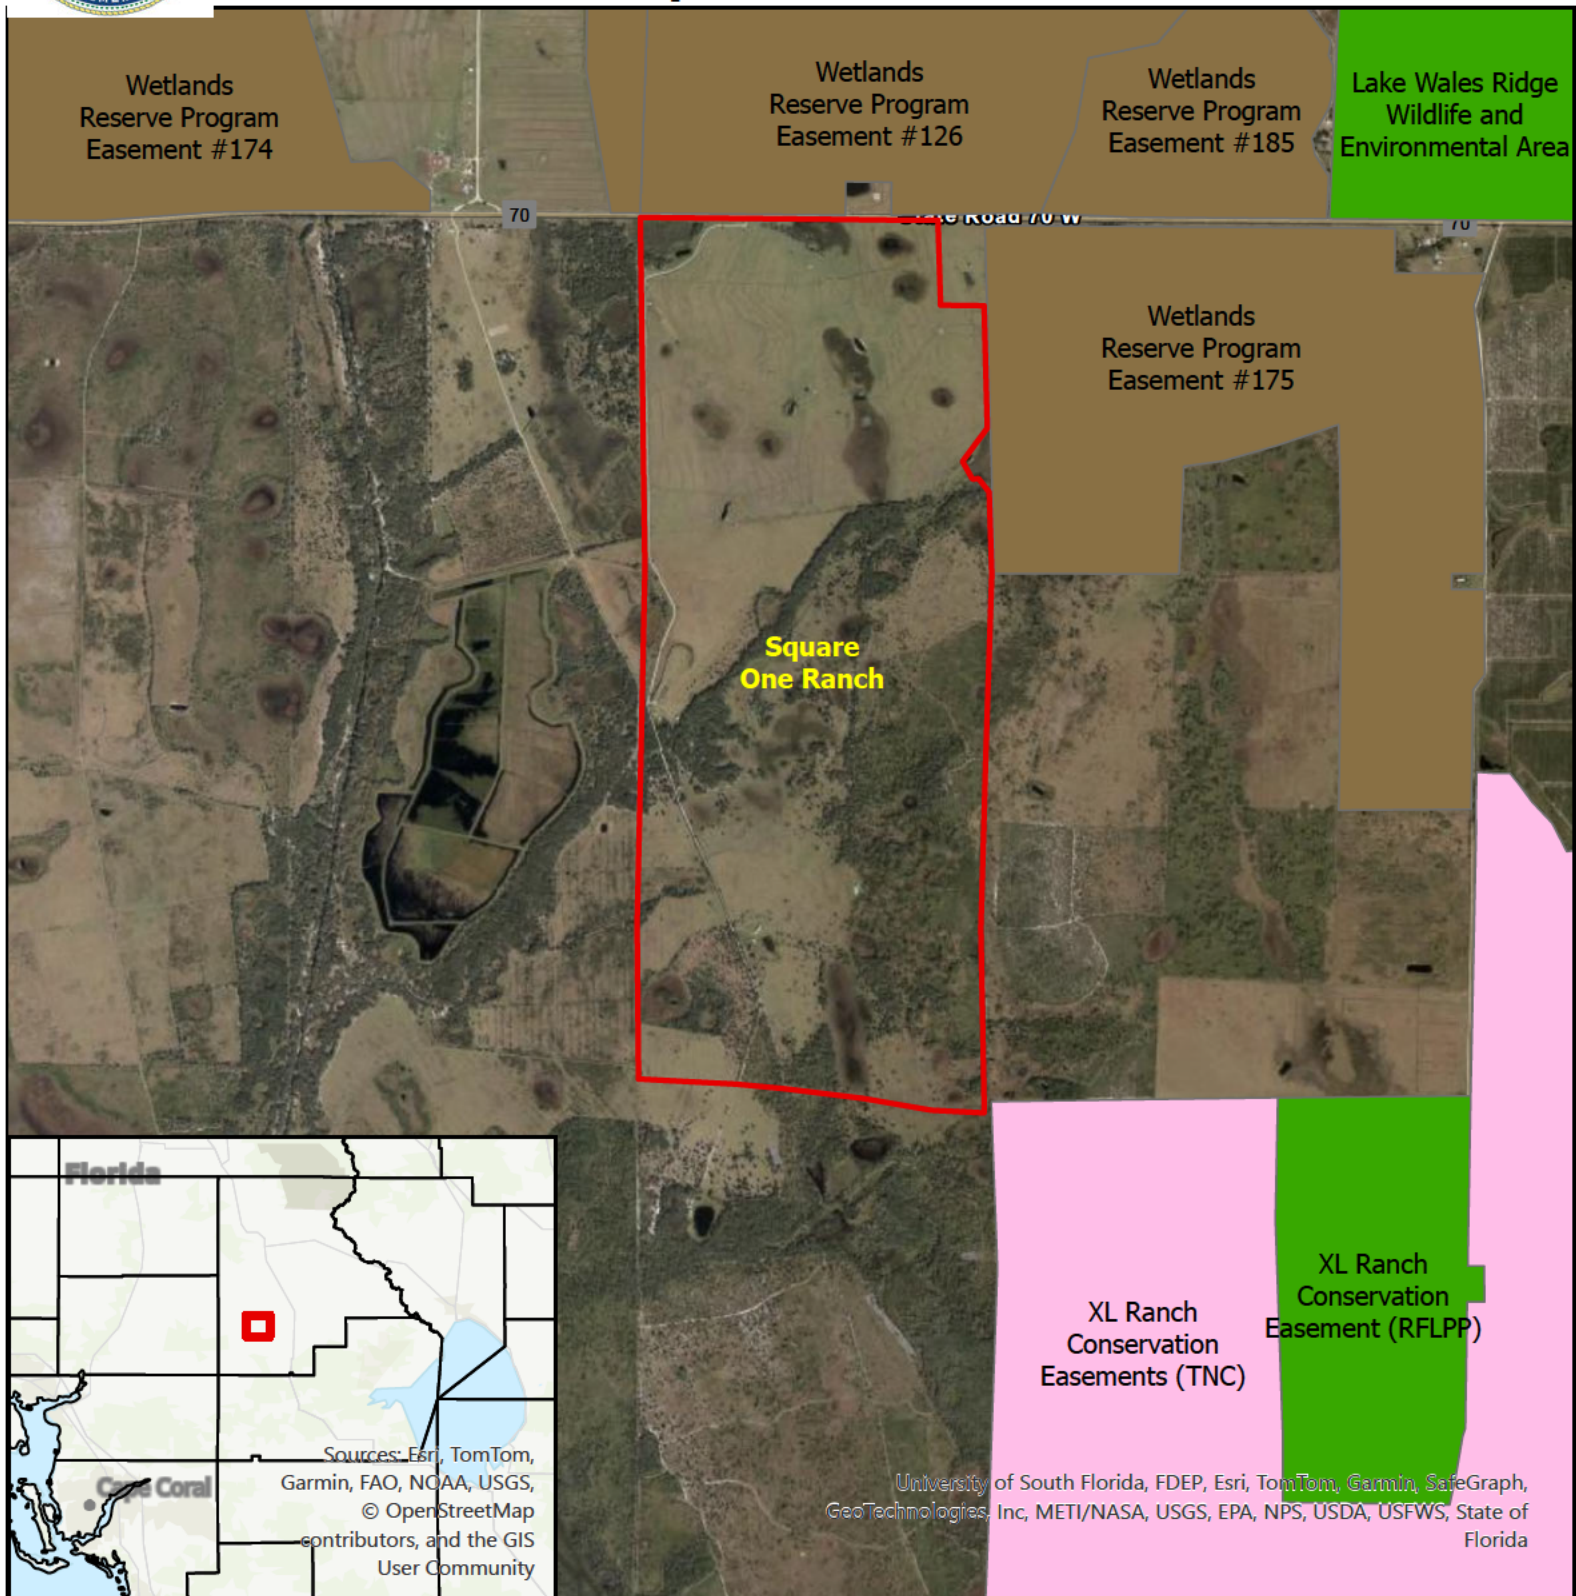 Wetlands
Reserve Program
Easement #174
Wetlands
Reserve Program
Easement #126
Wetlands
Reserve Program
Easement #185
Lake Wales Ridge
Wildlife and
Environmental Area
70
State Road 70 W
70
Wetlands
Reserve Program
Easement #175
Square
One Ranch
XL Ranch
Conservation
Easements (TNC)
XL Ranch
Conservation
Easement (RFLPP)
Florida
Cape Coral
Sources: Esri, TomTom,
Garmin, FAO, NOAA, USGS,
© OpenStreetMap
contributors, and the GIS
User Community
University of South Florida, FDEP, Esri, TomTom, Garmin, SafeGraph,
GeoTechnologies, Inc, METI/NASA, USGS, EPA, NPS, USDA, USFWS, State of
Florida